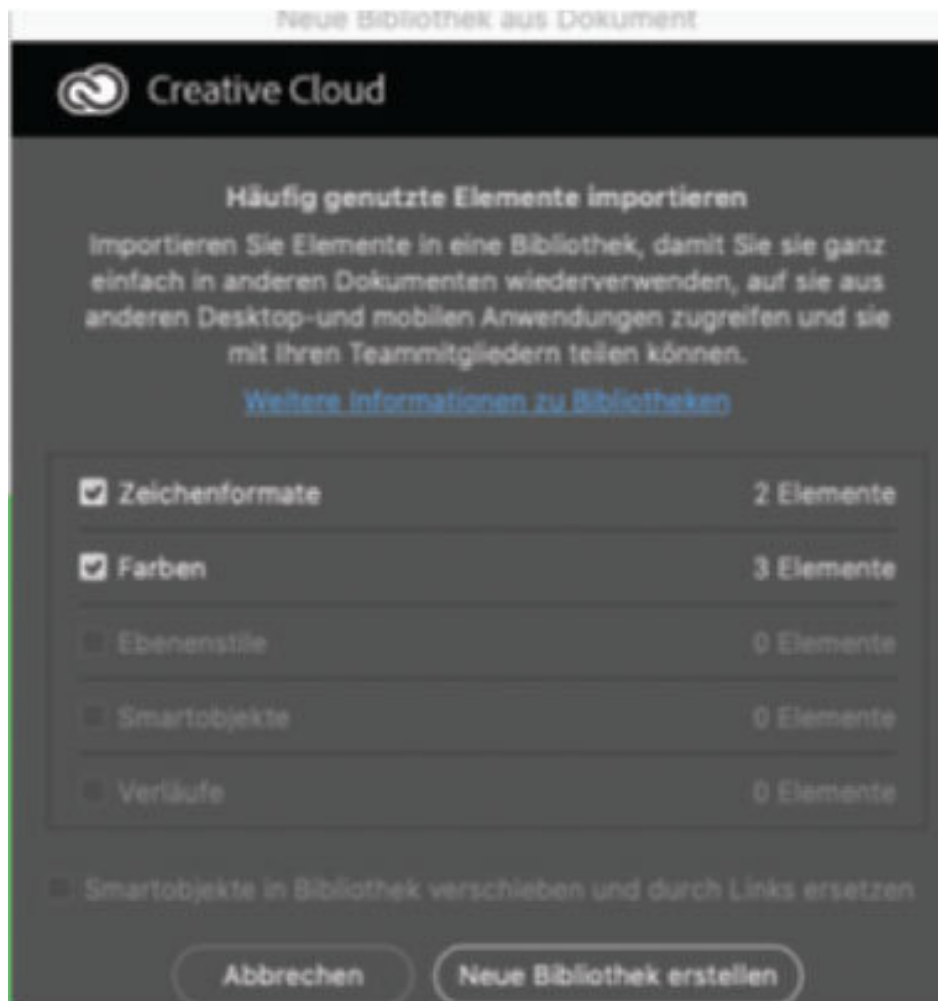 Neue Bibliothek aus Dokument
Creative Cloud
Häufig genutzte Elemente importieren
Importieren Sie Elemente in eine Bibliothek, damit Sie sie ganz
einfach in anderen Dokumenten wiederverwenden, auf sie aus
anderen Desktop-und mobilen Anwendungen zugreifen und sie
mit Ihren Teammitgliedern teilen können.
Weitere Informationen zu Bibliotheken
Zeichenformate 2 Elemente
Farben 3 Elemente
Ebenenstile 0 Elemente
Smartobjekte 0 Elemente
Verläufe 0 Elemente
Smartobjekte in Bibliothek verschieben und durch Links ersetzen
Abbrechen Neue Bibliothek erstellen